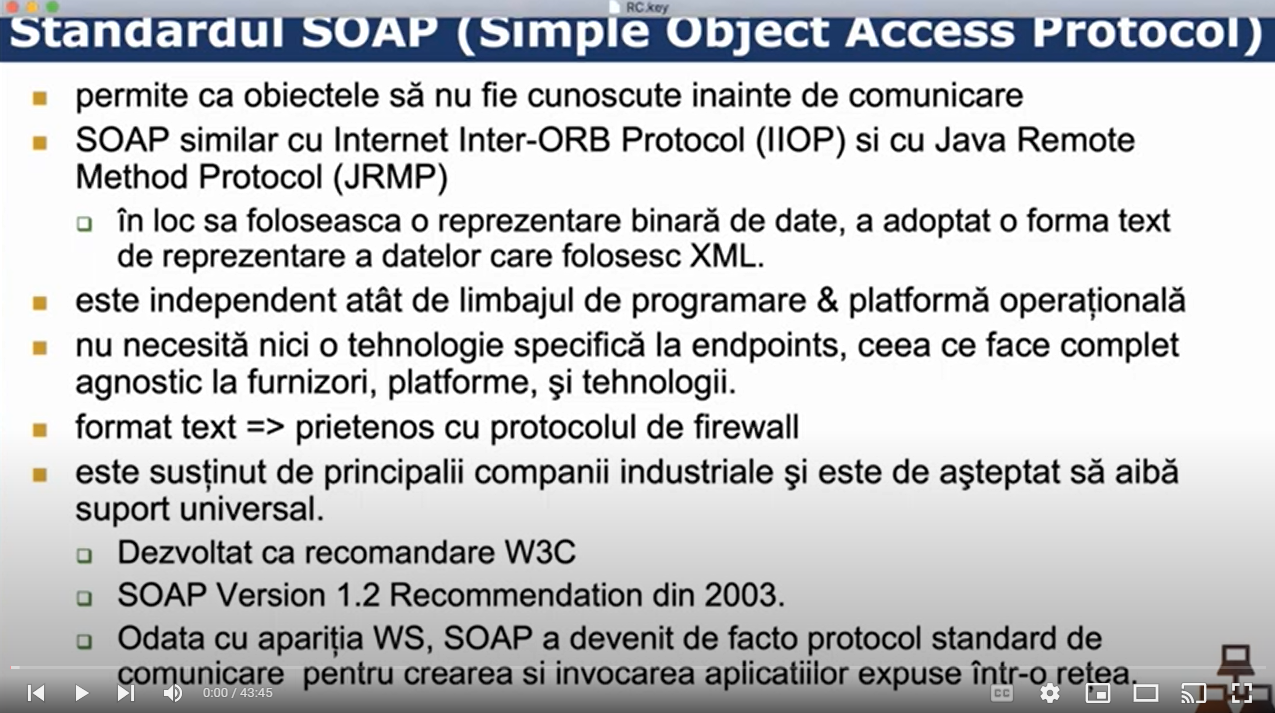 RC.key
Standardul SOAP (Simple Object Access Protocol)
permite ca obiectele să nu fie cunoscute inainte de comunicare
SOAP similar cu Internet Inter-ORB Protocol (IIOP) si cu Java Remote
Method Protocol (JRMP)
în loc sa foloseasca o reprezentare binară de date, a adoptat o forma text
de reprezentare a datelor care folosesc XML.
este independent atât de limbajul de programare & platformă operațională
nu necesită nici o tehnologie specifică la endpoints, ceea ce face complet
agnostic la furnizori, platforme, şi tehnologii.
format text => prietenos cu protocolul de firewall
este susținut de principalii companii industriale şi este de aşteptat să aibă
suport universal.
Dezvoltat ca recomandare W3C
SOAP Version 1.2 Recommendation din 2003.
Odata cu apariția WS, SOAP a devenit de facto protocol standard de
comunicare pentru crearea si invocarea aplicatiilor expuse într-o rețea.
0:00 / 43:45
CC